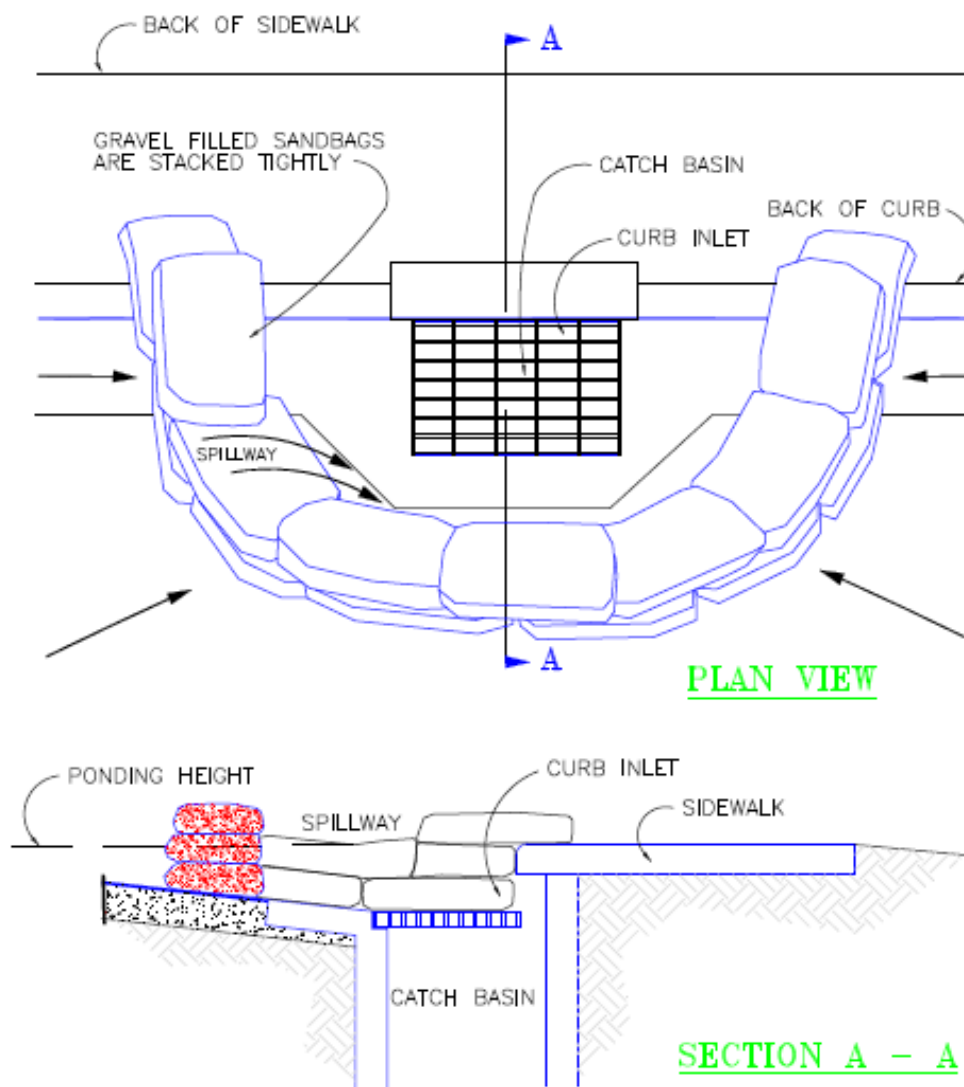 BACK OF SIDEWALK
A
GRAVEL FILLED SANDBAGS
ARE STACKED TIGHTLY
CATCH BASIN
BACK OF CURB
CURB INLET
SPILLWAY
A
PLAN VIEW
PONDING HEIGHT
CURB INLET
SPILLWAY
SIDEWALK
CATCH BASIN
SECTION A - A